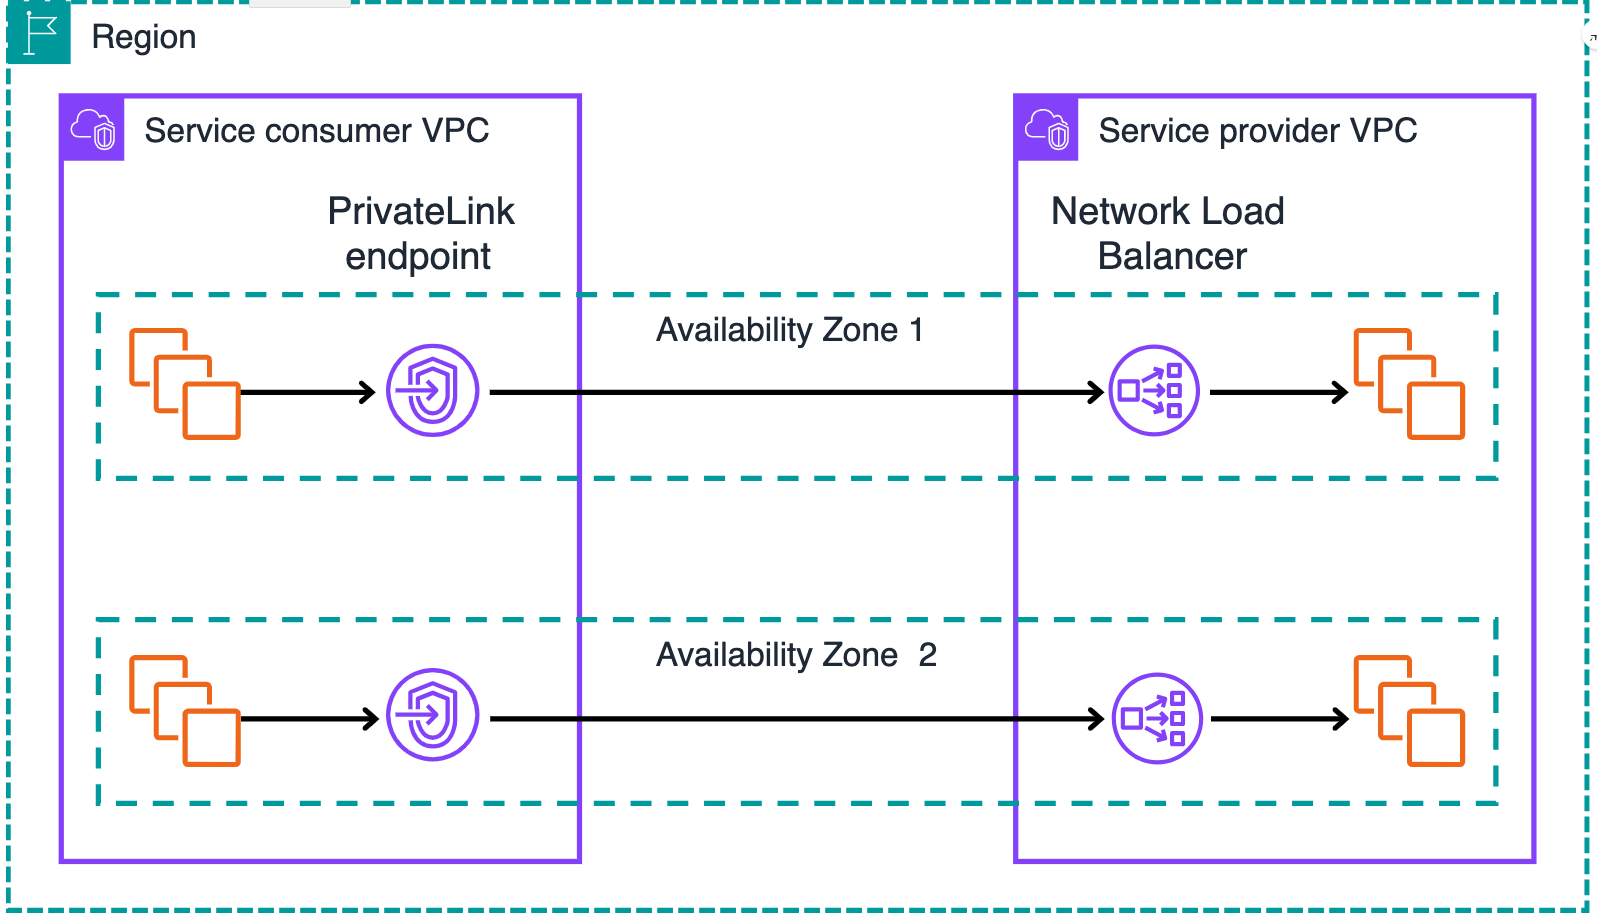 Region
Service consumer VPC
Service provider VPC
PrivateLink
endpoint
Network Load
Balancer
Availability Zone 1
Availability Zone  2